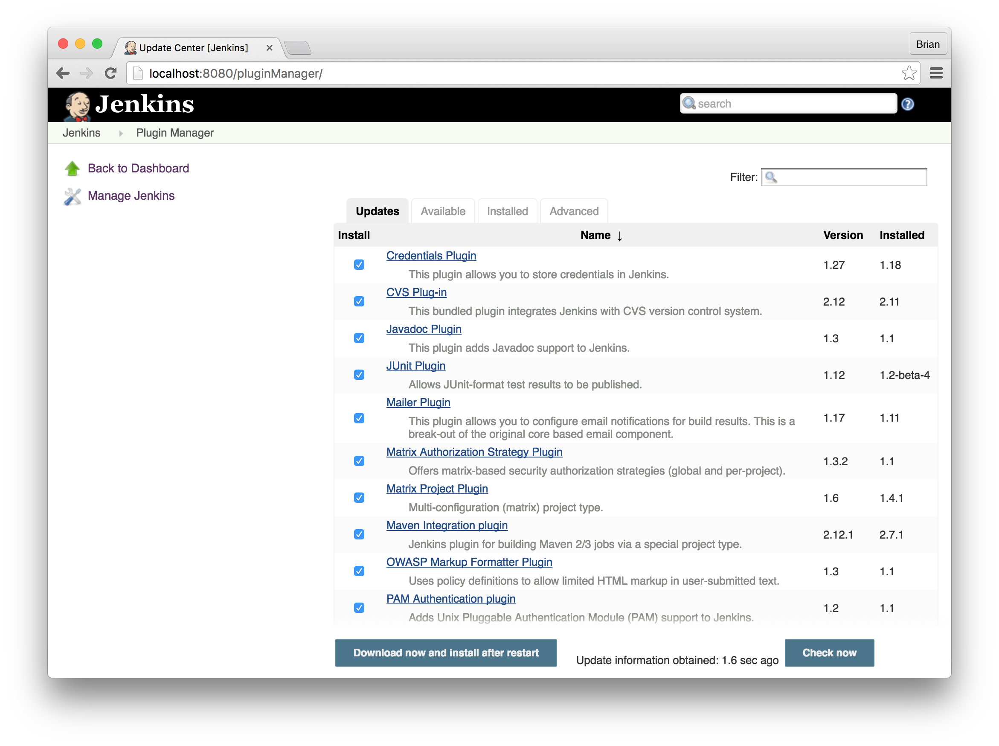 Update Center [Jenkins]
Brian
localhost:8080/pluginManager/
Jenkins
search
Jenkins Plugin Manager
Back to Dashboard
Manage Jenkins
Filter:
Updates Available Installed Advanced
Install Name ↓ Version Installed
Credentials Plugin
This plugin allows you to store credentials in Jenkins.
1.27 1.18
CVS Plug-in
This bundled plugin integrates Jenkins with CVS version control system.
2.12 2.11
Javadoc Plugin
This plugin adds Javadoc support to Jenkins.
1.3 1.1
JUnit Plugin
Allows JUnit-format test results to be published.
1.12 1.2-beta-4
Mailer Plugin
This plugin allows you to configure email notifications for build results. This is a
break-out of the original core based email component.
1.17 1.11
Matrix Authorization Strategy Plugin
Offers matrix-based security authorization strategies (global and per-project).
1.3.2 1.1
Matrix Project Plugin
Multi-configuration (matrix) project type.
1.6 1.4.1
Maven Integration plugin
Jenkins plugin for building Maven 2/3 jobs via a special project type.
2.12.1 2.7.1
OWASP Markup Formatter Plugin
Uses policy definitions to allow limited HTML markup in user-submitted text.
1.3 1.1
PAM Authentication plugin
Adds Unix Pluggable Authentication Module (PAM) support to Jenkins.
1.2 1.1
Download now and install after restart
Update information obtained: 1.6 sec ago
Check now